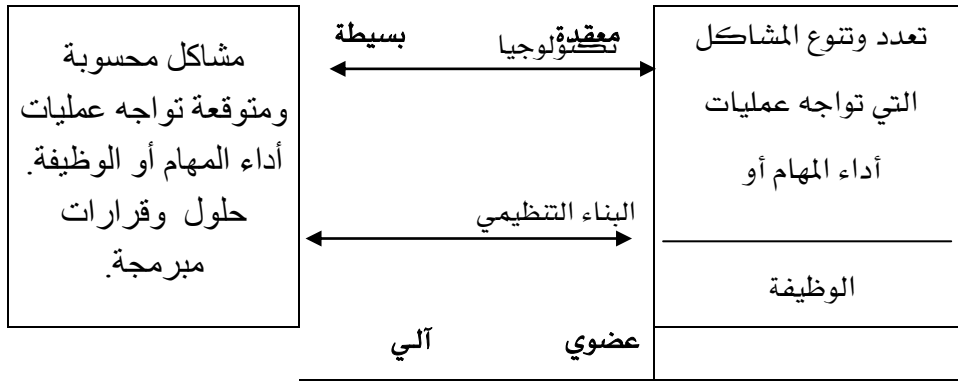 تعدد وتنوع المشاكل
التي تواجه عمليات
أداء المهام أو
الوظيفة
معقدة
بسيطة
تكنولوجيا
البناء التنظيمي
عضوي
آلي
مشاكل محسوبة
ومتوقعة تواجه عمليات
أداء المهام أو الوظيفة.
حلول وقرارات
مبرمجة.